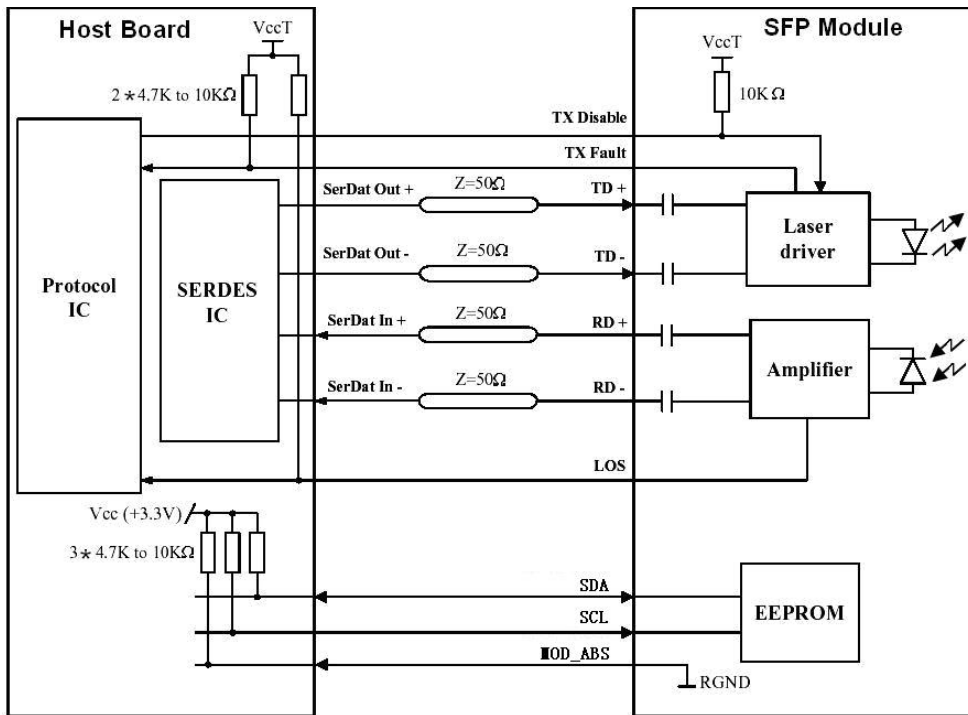 Host Board
SFP Module
VccT
VccT
2*4.7K to 10KΩ
10KΩ
TX Disable
TX Fault
SerDat Out +
Z=50Ω
TD +
SerDat Out -
Z=50Ω
TD -
Laser
driver
Protocol
IC
SERDES
IC
SerDat In +
Z=50Ω
RD +
SerDat In -
Z=50Ω
RD -
Amplifier
LOS
Vcc (+3.3V)
3*4.7K to 10KΩ
SDA
SCL
MOD_ABS
EEPROM
RGND